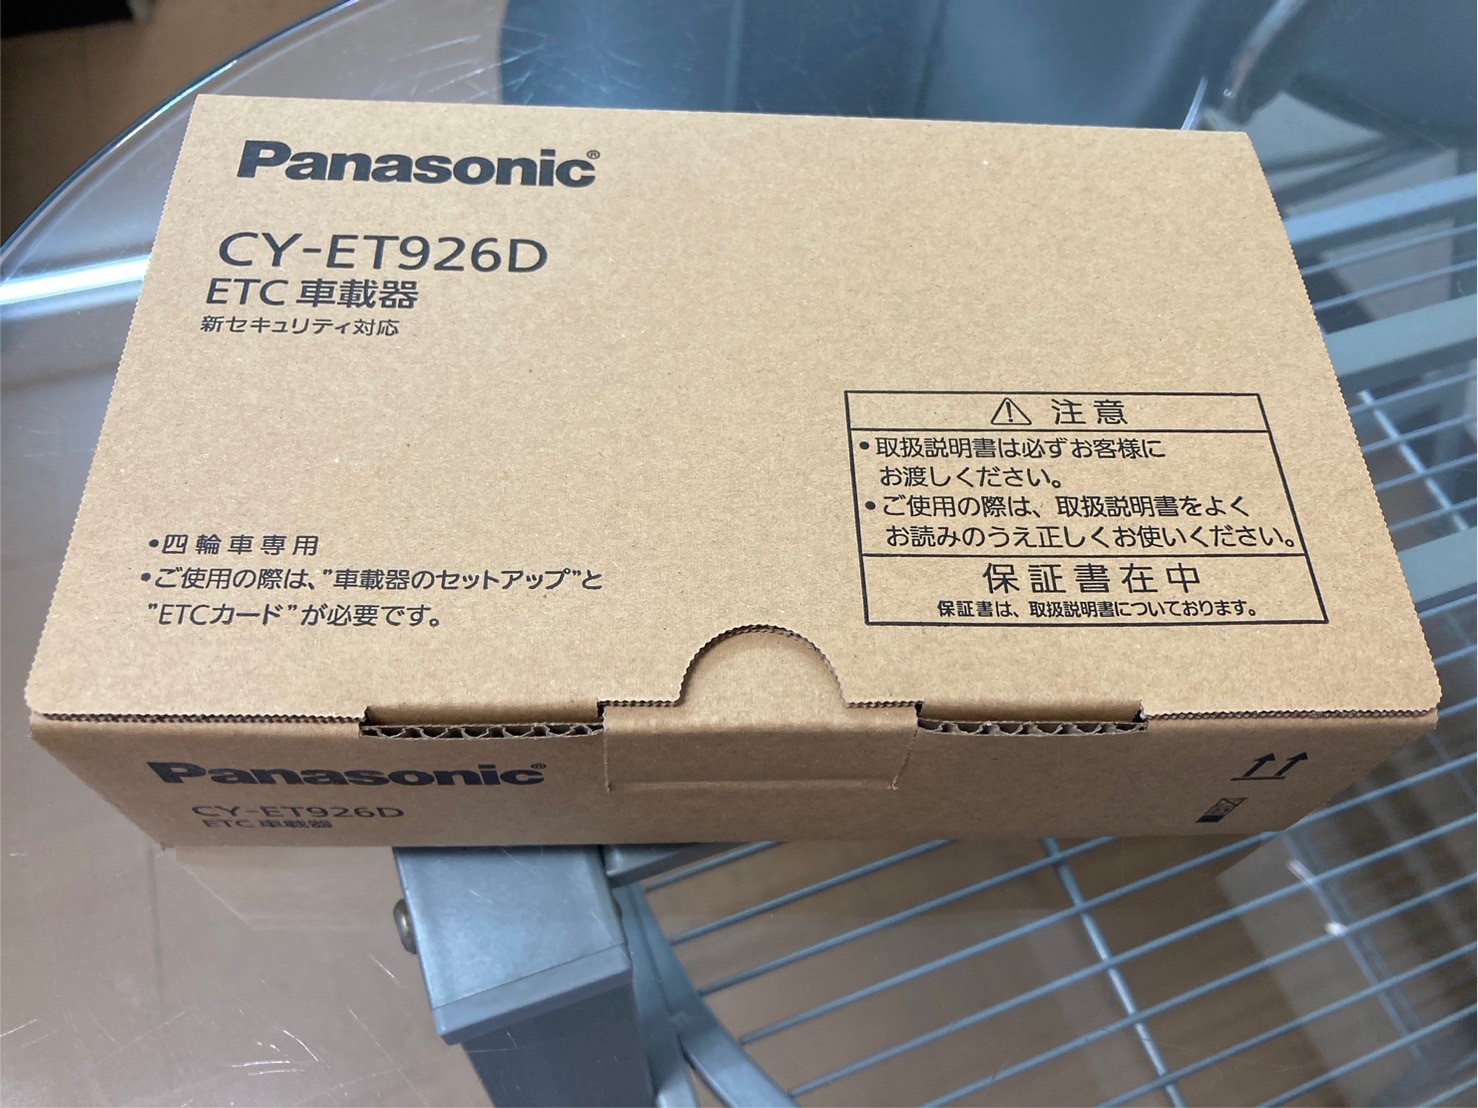 Panasonic®
CY-ET926D
ETC 車載器
新セキュリティ対応
•四輪車専用
•ご使用の際は、"車載器のセットアップ"と
"ETCカード"が必要です。
⚠ 注意
•取扱説明書は必ずお客様に
お渡しください。
•ご使用の際は、取扱説明書をよく
お読みのうえ正しくお使いください。
保証書在中
保証書は、取扱説明書についております。
Panasonic®
CY-ET926D
ETC 車載器